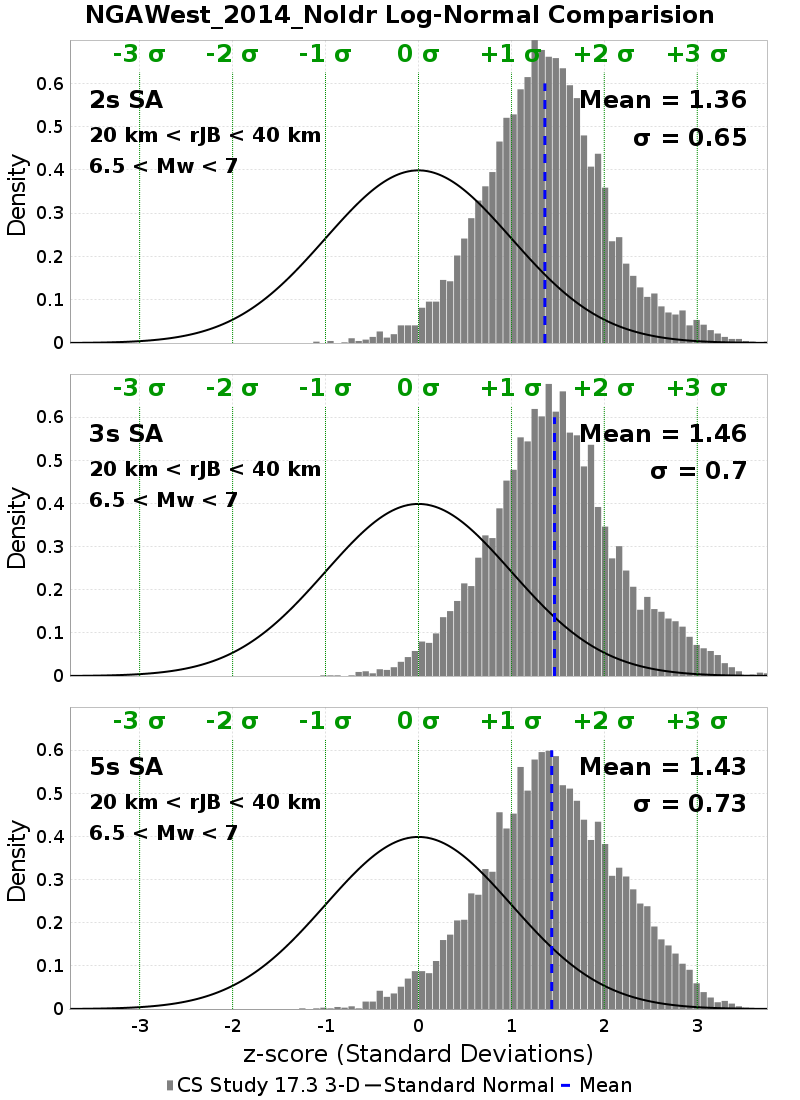 NGAWest_2014_NoIdr Log-Normal Comparision
-3 σ -2 σ -1 σ 0 σ +1 σ +2 σ +3 σ
0.6
0.5
0.4
0.3
0.2
0.1
0
Density
2s SA
20 km < rJB < 40 km
6.5 < Mw < 7
Mean = 1.36
σ = 0.65
-3 σ -2 σ -1 σ 0 σ +1 σ +2 σ +3 σ
0.6
0.5
0.4
0.3
0.2
0.1
0
Density
3s SA
20 km < rJB < 40 km
6.5 < Mw < 7
Mean = 1.46
σ = 0.7
-3 σ -2 σ -1 σ 0 σ +1 σ +2 σ +3 σ
0.6
0.5
0.4
0.3
0.2
0.1
0
Density
5s SA
20 km < rJB < 40 km
6.5 < Mw < 7
Mean = 1.43
σ = 0.73
-3 -2 -1 0 1 2 3
z-score (Standard Deviations)
CS Study 17.3 3-D Standard Normal Mean